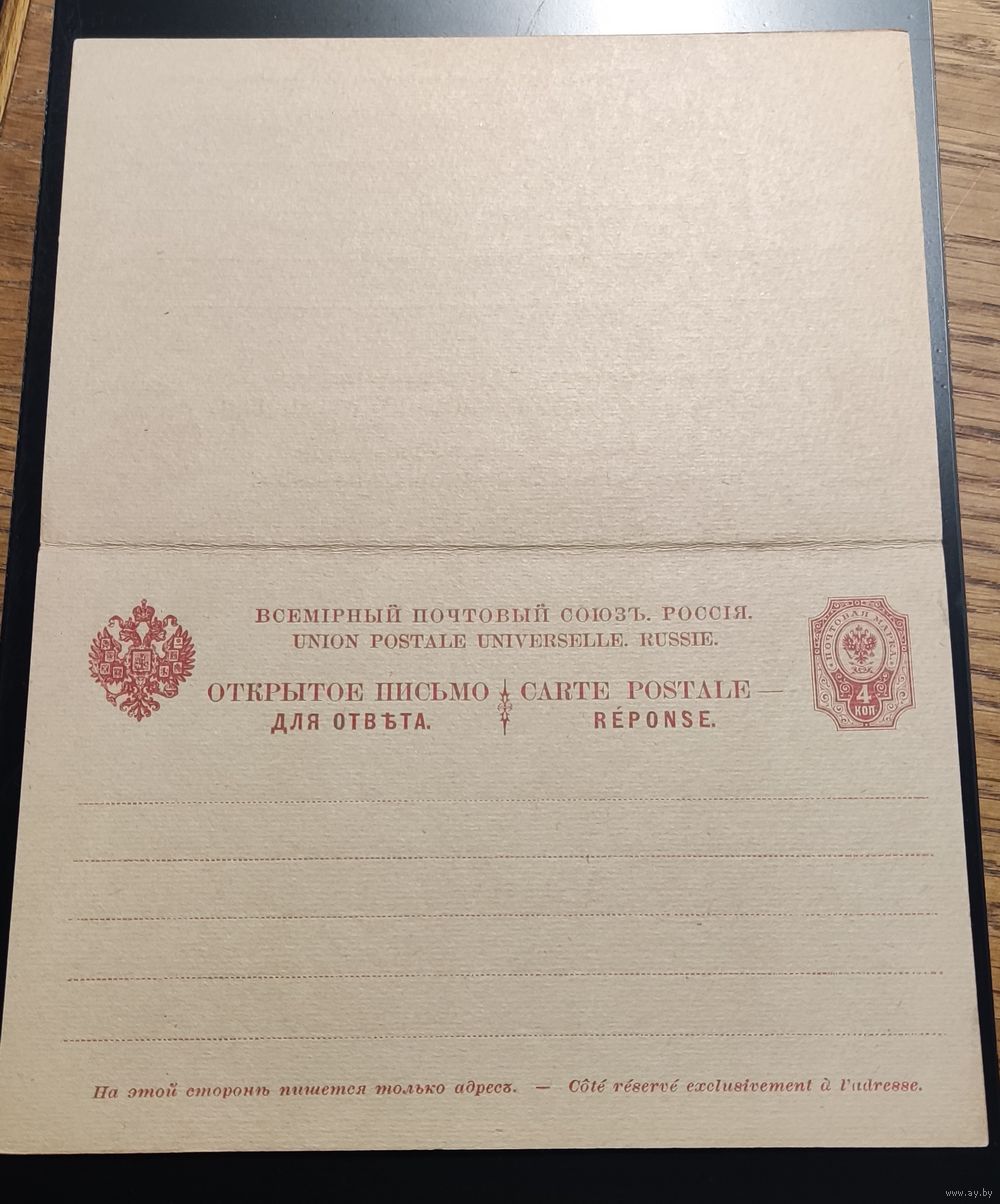 ВСЕМІРНЫЙ ПОЧТОВЫЙ СОЮЗЪ. РОССІЯ.
UNION POSTALE UNIVERSELLE. RUSSIE.
ОТКРЫТОЕ ПИСЬМО CARTE POSTALE —
ДЛЯ ОТВѢТА. RÉPONSE.
ПОЧТОВАЯ МАРКА
4
КОП.
На этой сторонѣ пишется только адресъ. — Côté réservé exclusivement à l'adresse.
www.ay.by